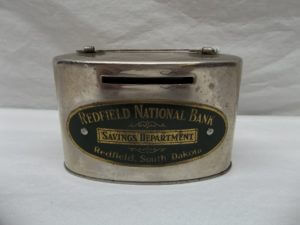 REDFIELD NATIONAL BANK
SAVINGS DEPARTMENT
Redfield, South Dakota